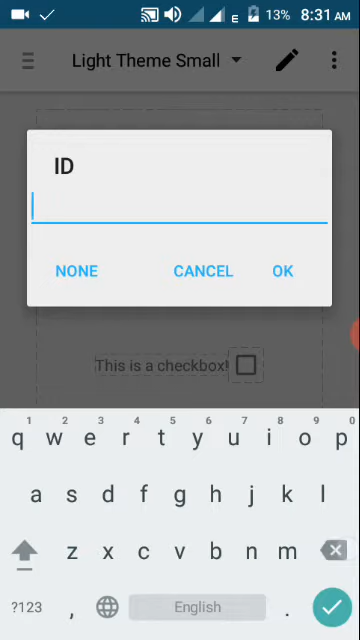 E 13% 8:31 AM
Light Theme Small
ID
NONE CANCEL OK
This is a checkbox!
1 2 3 4 5 6 7 8 9 0
q w e r t y u i o p
a s d f g h j k l
z x c v b n m
?123 , English .